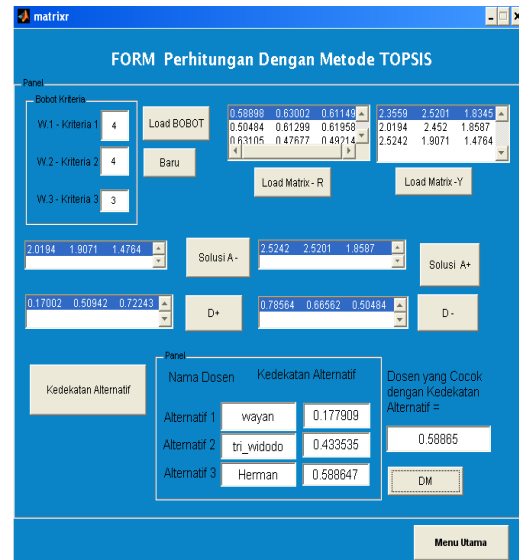 matrixr
FORM Perhitungan Dengan Metode TOPSIS
Panel
Bobot Kriteria
W.1 - Kriteria 1 4
W.2 - Kriteria 2 4
W.3 - Kriteria 3 3
Load BOBOT
Baru
0.58898 0.63002 0.61149
0.50484 0.61299 0.61958
0.63105 0.47677 0.49214
Load Matrix - R
2.3559 2.5201 1.8345
2.0194 2.452 1.8587
2.5242 1.9071 1.4764
Load Matrix -Y
2.0194 1.9071 1.4764
Solusi A -
2.5242 2.5201 1.8587
Solusi A+
0.17002 0.50942 0.72243
D+
0.78564 0.66562 0.50484
D -
Kedekatan Alternatif
Panel
Nama Dosen Kedekatan Alternatif
Alternatif 1 wayan 0.177909
Alternatif 2 tri_widodo 0.433535
Alternatif 3 Herman 0.588647
Dosen yang Cocok
dengan Kedekatan
Alternatif =
0.58865
DM
Menu Utama